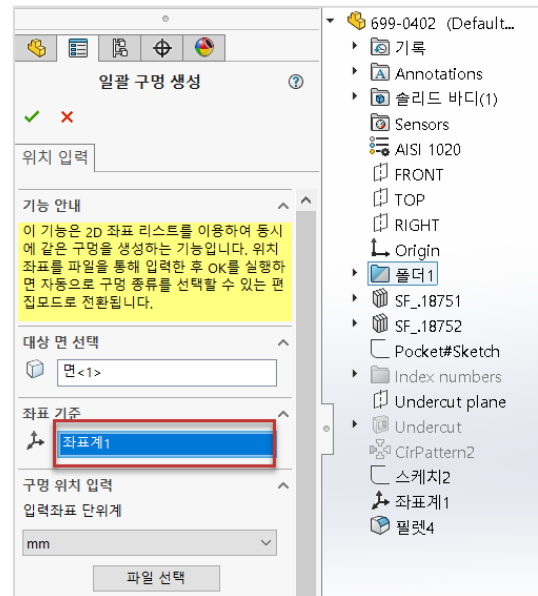 일괄 구멍 생성
위치 입력
기능 안내
이 기능은 2D 좌표 리스트를 이용하여 동시
에 같은 구멍을 생성하는 기능입니다. 위치
좌표를 파일을 통해 입력한 후 OK를 실행하
면 자동으로 구멍 종류를 선택할 수 있는 편
집모드로 전환됩니다.
대상 면 선택
면<1>
좌표 기준
좌표계1
구멍 위치 입력
입력좌표 단위계
mm
파일 선택
699-0402 (Default...
기록
Annotations
솔리드 바디(1)
Sensors
AISI 1020
FRONT
TOP
RIGHT
Origin
폴더1
SF_.18751
SF_.18752
Pocket#Sketch
Index numbers
Undercut plane
Undercut
CirPattern2
스케치2
좌표계1
필렛4